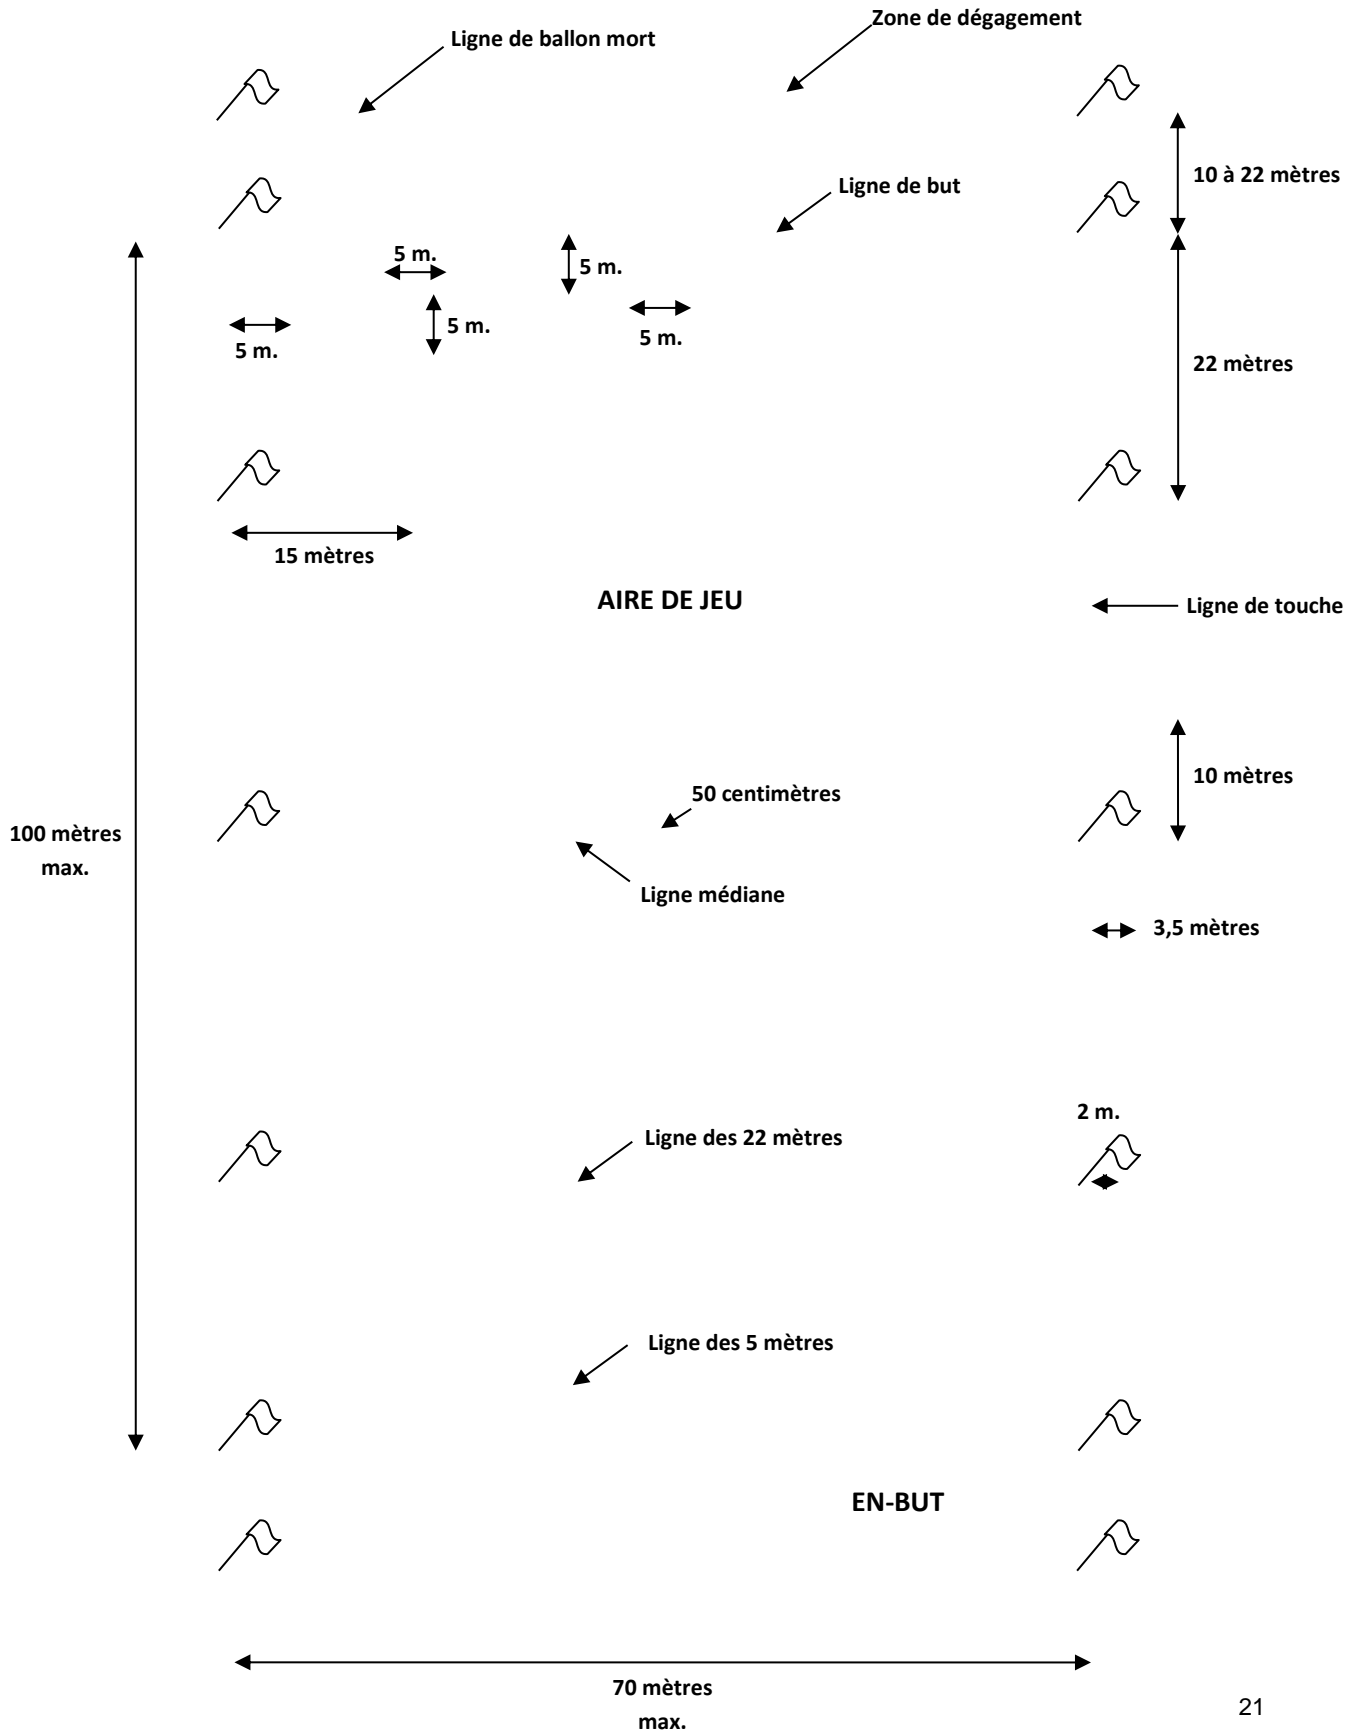 Zone de dégagement
Ligne de ballon mort
10 à 22 mètres
Ligne de but
5 m.
5 m.
5 m.
5 m.
5 m.
22 mètres
15 mètres
AIRE DE JEU
Ligne de touche
10 mètres
50 centimètres
100 mètres
max.
Ligne médiane
3,5 mètres
2 m.
Ligne des 22 mètres
Ligne des 5 mètres
EN-BUT
70 mètres
max.
21